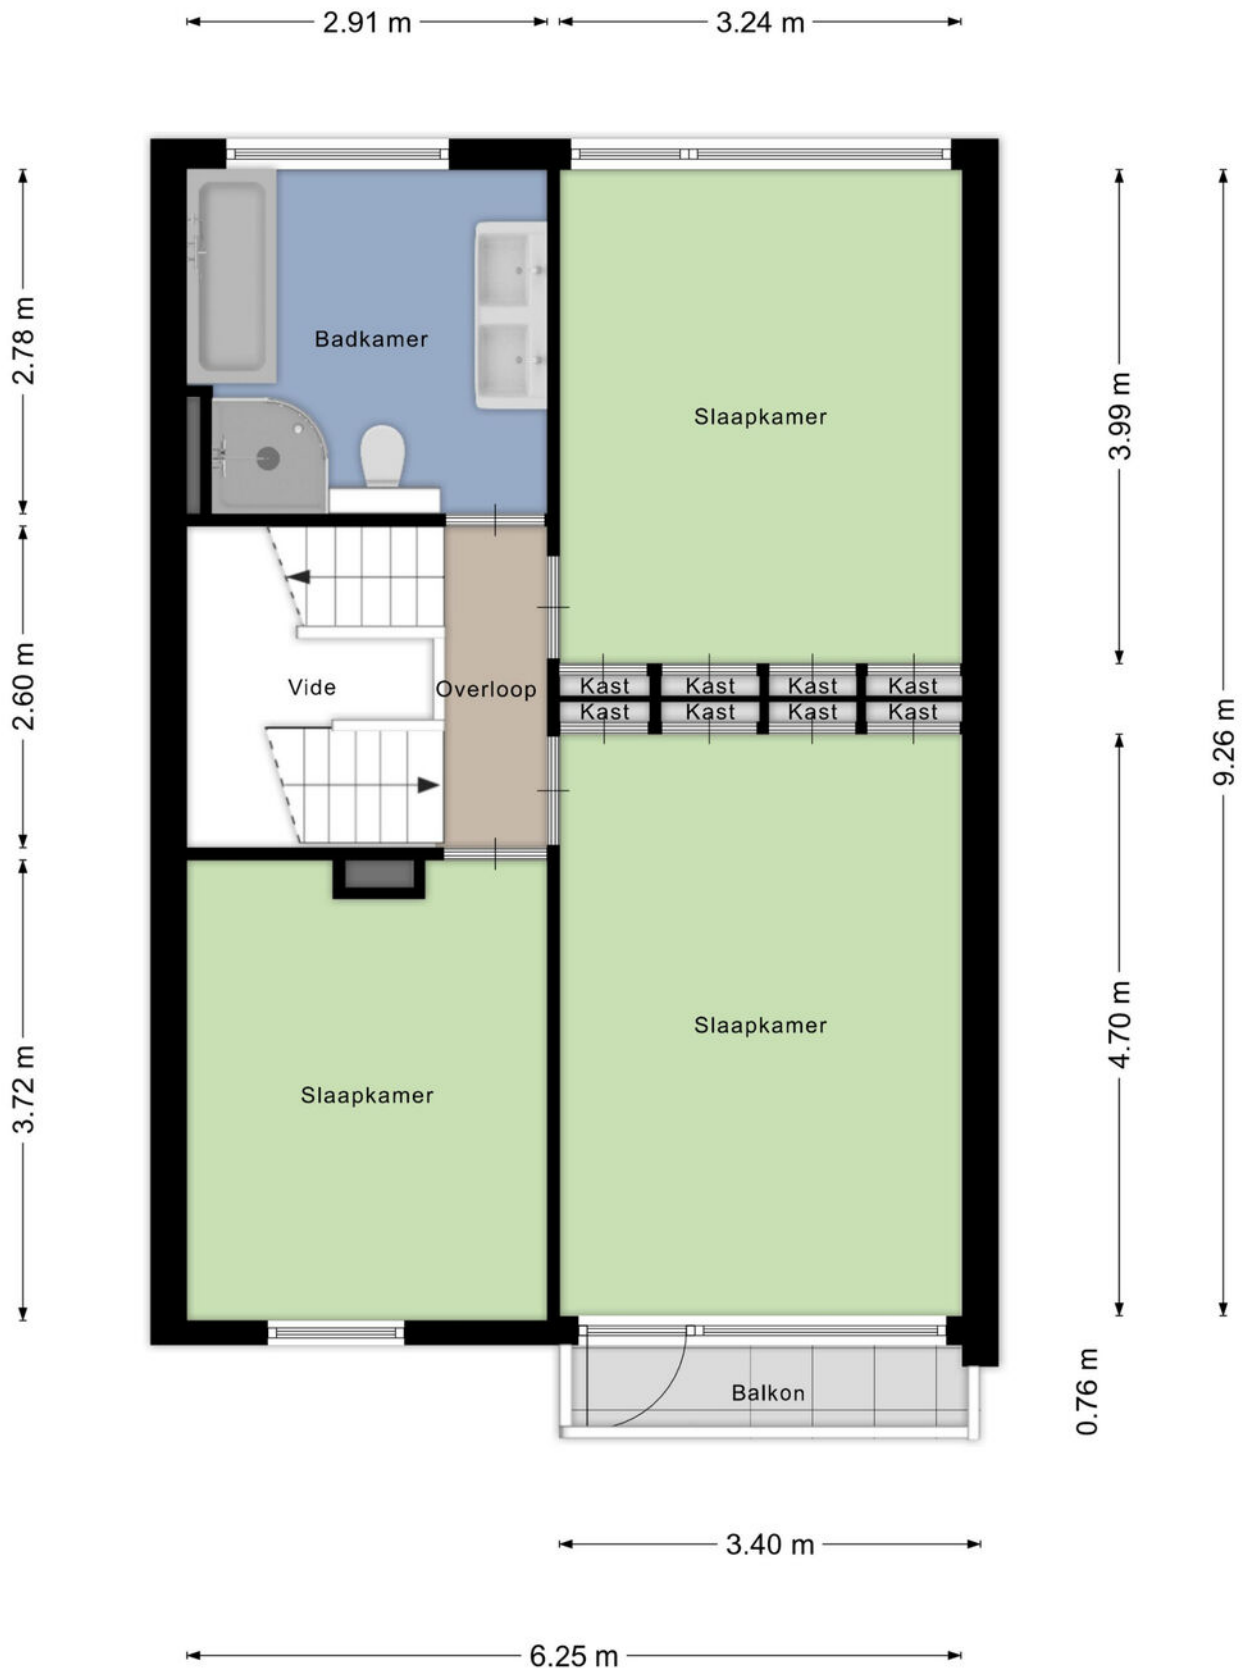 2.91 m
3.24 m
2.78 m
Badkamer
Slaapkamer
3.99 m
2.60 m
Vide
Overloop
Kast Kast Kast Kast
Kast Kast Kast Kast
9.26 m
Slaapkamer
4.70 m
3.72 m
Slaapkamer
Balkon
0.76 m
3.40 m
6.25 m